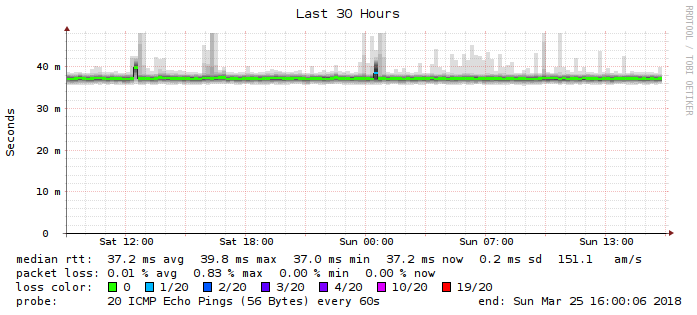 Last 30 Hours
RRDTOOL / TOBI OETIKER
Seconds
40 m
30 m
20 m
10 m
0
Sat 12:00 Sat 18:00 Sun 00:00 Sun 07:00 Sun 13:00
median rtt: 37.2 ms avg 39.8 ms max 37.0 ms min 37.2 ms now 0.2 ms sd 151.1 am/s
packet loss: 0.01 % avg 0.83 % max 0.00 % min 0.00 % now
loss color: 0 1/20 2/20 3/20 4/20 10/20 19/20
probe: 20 ICMP Echo Pings (56 Bytes) every 60s end: Sun Mar 25 16:00:06 2018